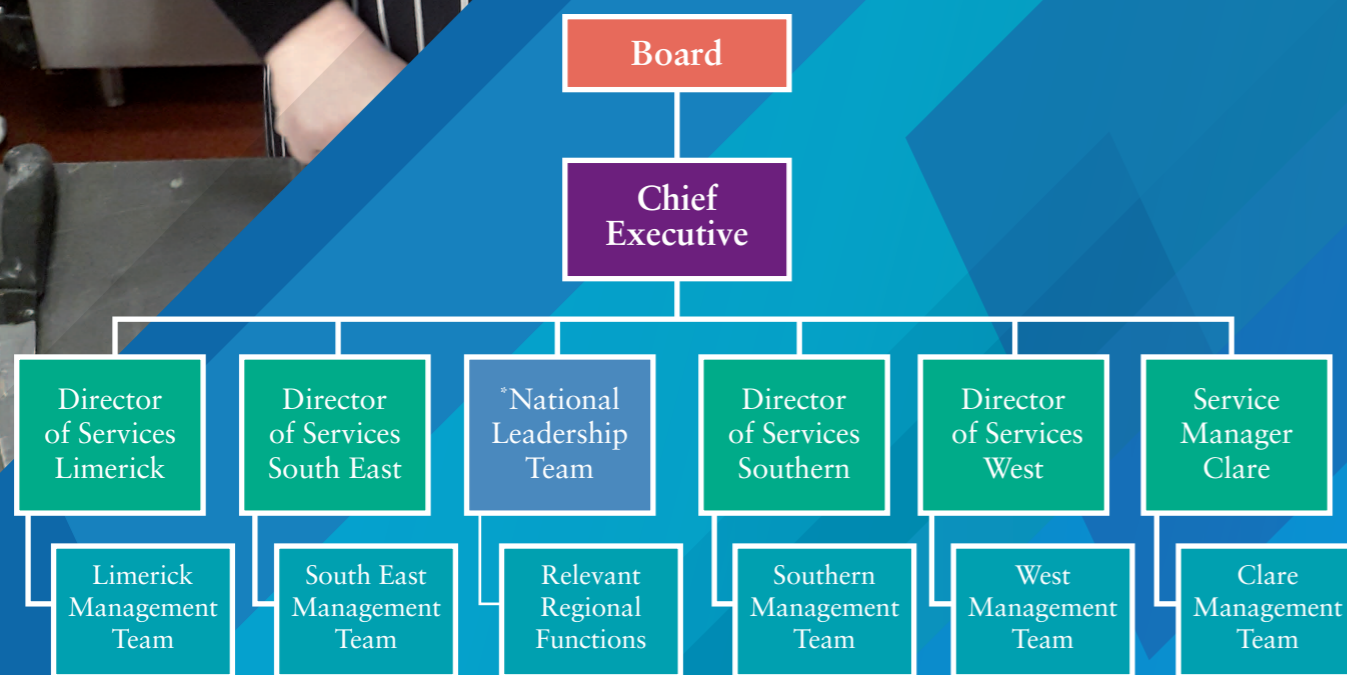 Board
Chief
Executive
Director
of Services
Limerick
Director
of Services
South East
*National
Leadership
Team
Director
of Services
Southern
Director
of Services
West
Service
Manager
Clare
Limerick
Management
Team
South East
Management
Team
Relevant
Regional
Functions
Southern
Management
Team
West
Management
Team
Clare
Management
Team